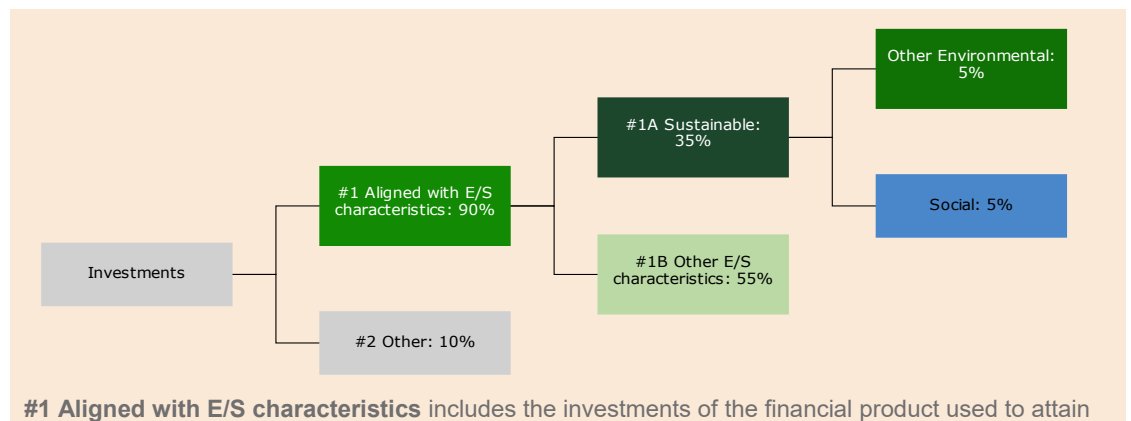 Other Environmental:
5%
#1A Sustainable:
35%
#1 Aligned with E/S
characteristics: 90%
Social: 5%
Investments
#1B Other E/S
characteristics: 55%
#2 Other: 10%
#1 Aligned with E/S characteristics includes the investments of the financial product used to attain